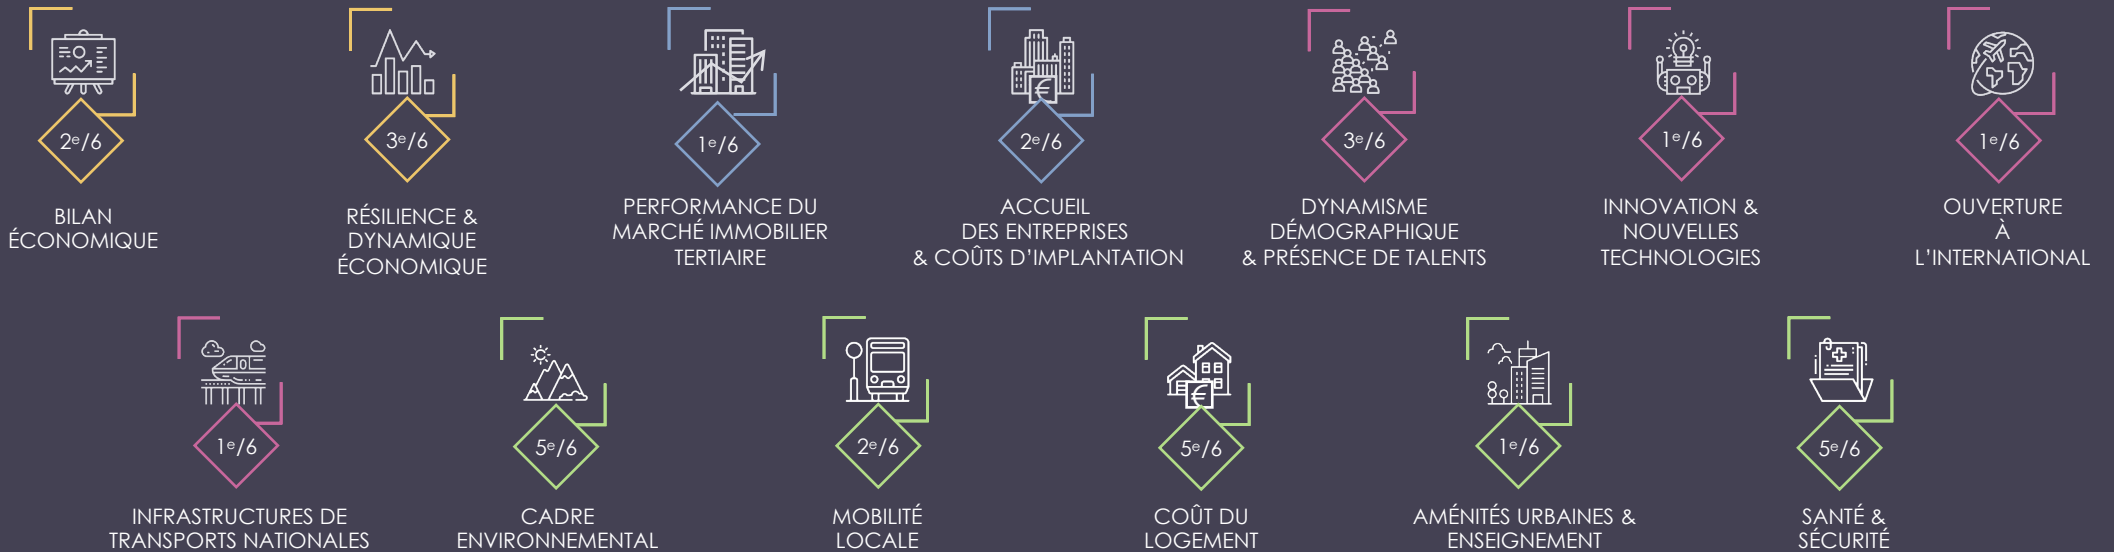 2e/6
3e/6
1e/6
2e/6
3e/6
1e/6
1e/6
BILAN
ÉCONOMIQUE
RÉSILIENCE &
DYNAMIQUE
ÉCONOMIQUE
PERFORMANCE DU
MARCHÉ IMMOBILIER
TERTIAIRE
ACCUEIL
DES ENTREPRISES
& COÛTS D'IMPLANTATION
DYNAMISME
DÉMOGRAPHIQUE
& PRÉSENCE DE TALENTS
INNOVATION &
NOUVELLES
TECHNOLOGIES
OUVERTURE
À
L'INTERNATIONAL
1e/6
5e/6
2e/6
5e/6
1e/6
5e/6
INFRASTRUCTURES DE
TRANSPORTS NATIONALES
CADRE
ENVIRONNEMENTAL
MOBILITÉ
LOCALE
COÛT DU
LOGEMENT
AMÉNITÉS URBAINES &
ENSEIGNEMENT
SANTÉ &
SÉCURITÉ